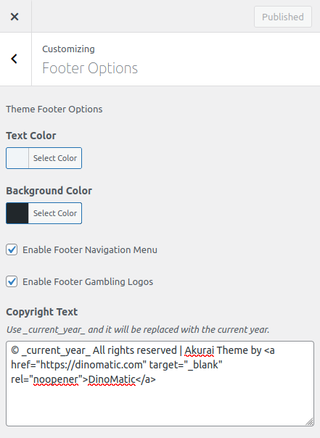 Published
Customizing
Footer Options
Theme Footer Options
Text Color
Select Color
Background Color
Select Color
Enable Footer Navigation Menu
Enable Footer Gambling Logos
Copyright Text
Use _current_year_ and it will be replaced with the current year.
© _current_year_ All rights reserved | Akurai Theme by <a
href="https://dinomatic.com" target="_blank"
rel="noopener">DinoMatic</a>